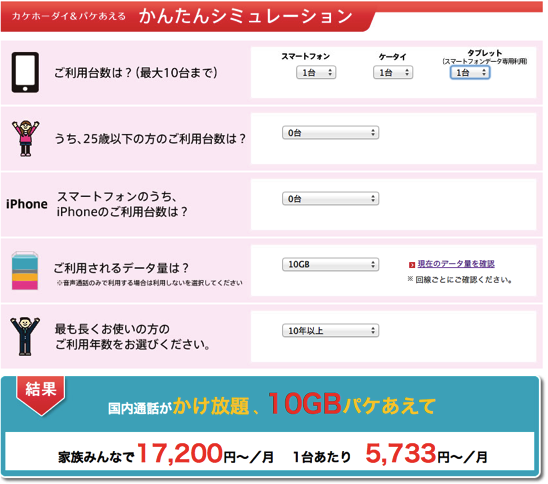 カケホーダイ＆パケあえる かんたんシミュレーション
スマートフォン ケータイ タブレット
(スマートフォンデータ専用利用)
ご利用台数は？（最大10台まで） 1台 1台 1台
うち、25歳以下の方のご利用台数は？ 0台
iPhone スマートフォンのうち、
iPhoneのご利用台数は？ 0台
ご利用されるデータ量は？ 10GB 現在のデータ量を確認
※音声通話のみで利用する場合は利用しないを選択してください ※ 回線ごとにご確認ください。
最も長くお使いの方の
ご利用年数をお選びください。 10年以上
結果
国内通話がかけ放題、10GBパケあえて
家族みんなで17,200円〜／月 1台あたり 5,733円〜／月